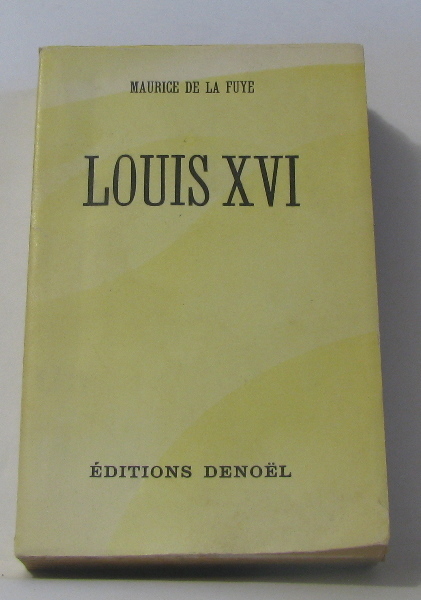 MAURICE DE LA FUYE
LOUIS XVI
ÉDITIONS DENOËL